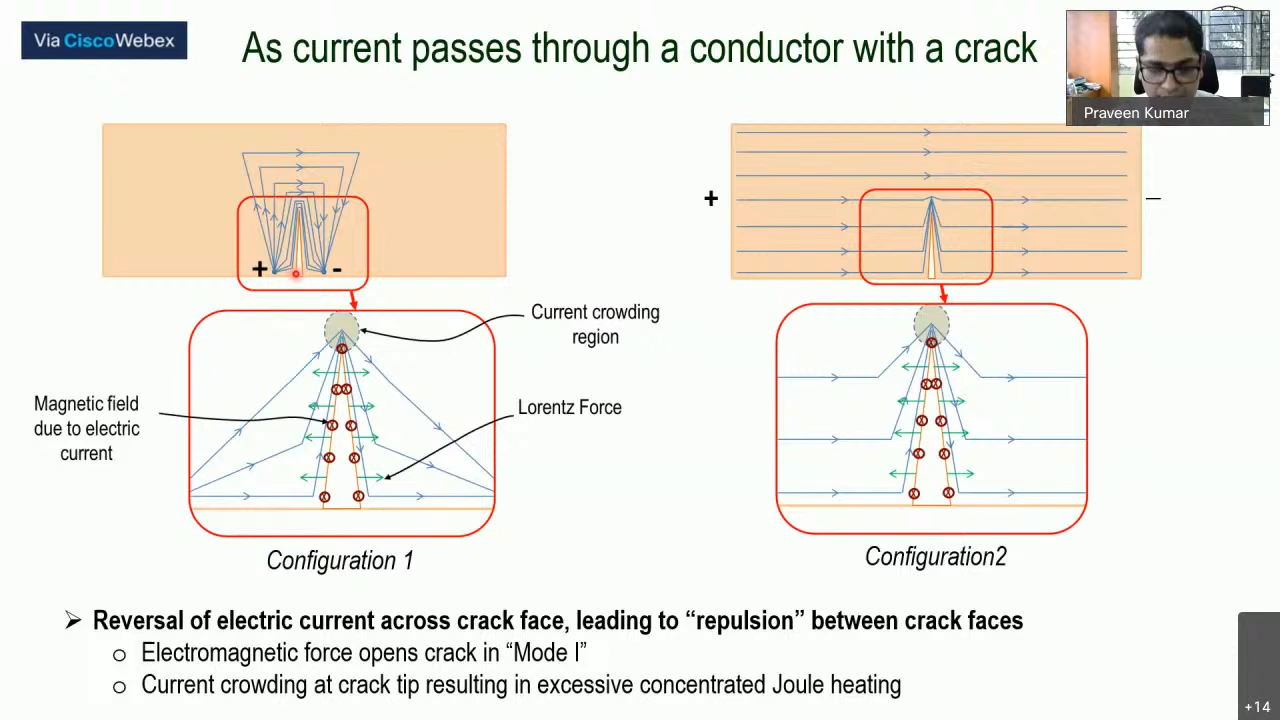 Via CiscoWebex
As current passes through a conductor with a crack
Praveen Kumar
+
-
+
–
Current crowding
region
Magnetic field
due to electric
current
Lorentz Force
Configuration 1
Configuration2
➢ Reversal of electric current across crack face, leading to “repulsion” between crack faces
o Electromagnetic force opens crack in “Mode I”
o Current crowding at crack tip resulting in excessive concentrated Joule heating
+14